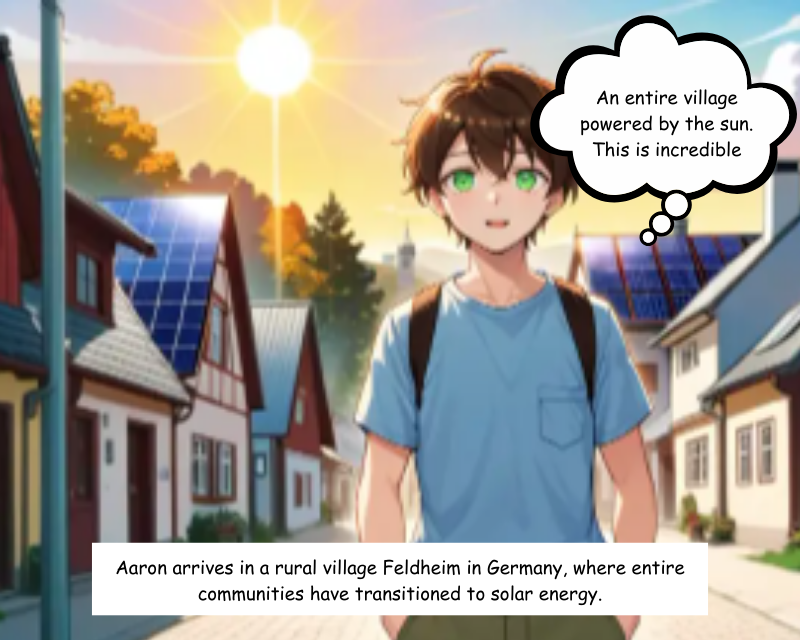 An entire village
powered by the sun.
This is incredible
Aaron arrives in a rural village Feldheim in Germany, where entire
communities have transitioned to solar energy.